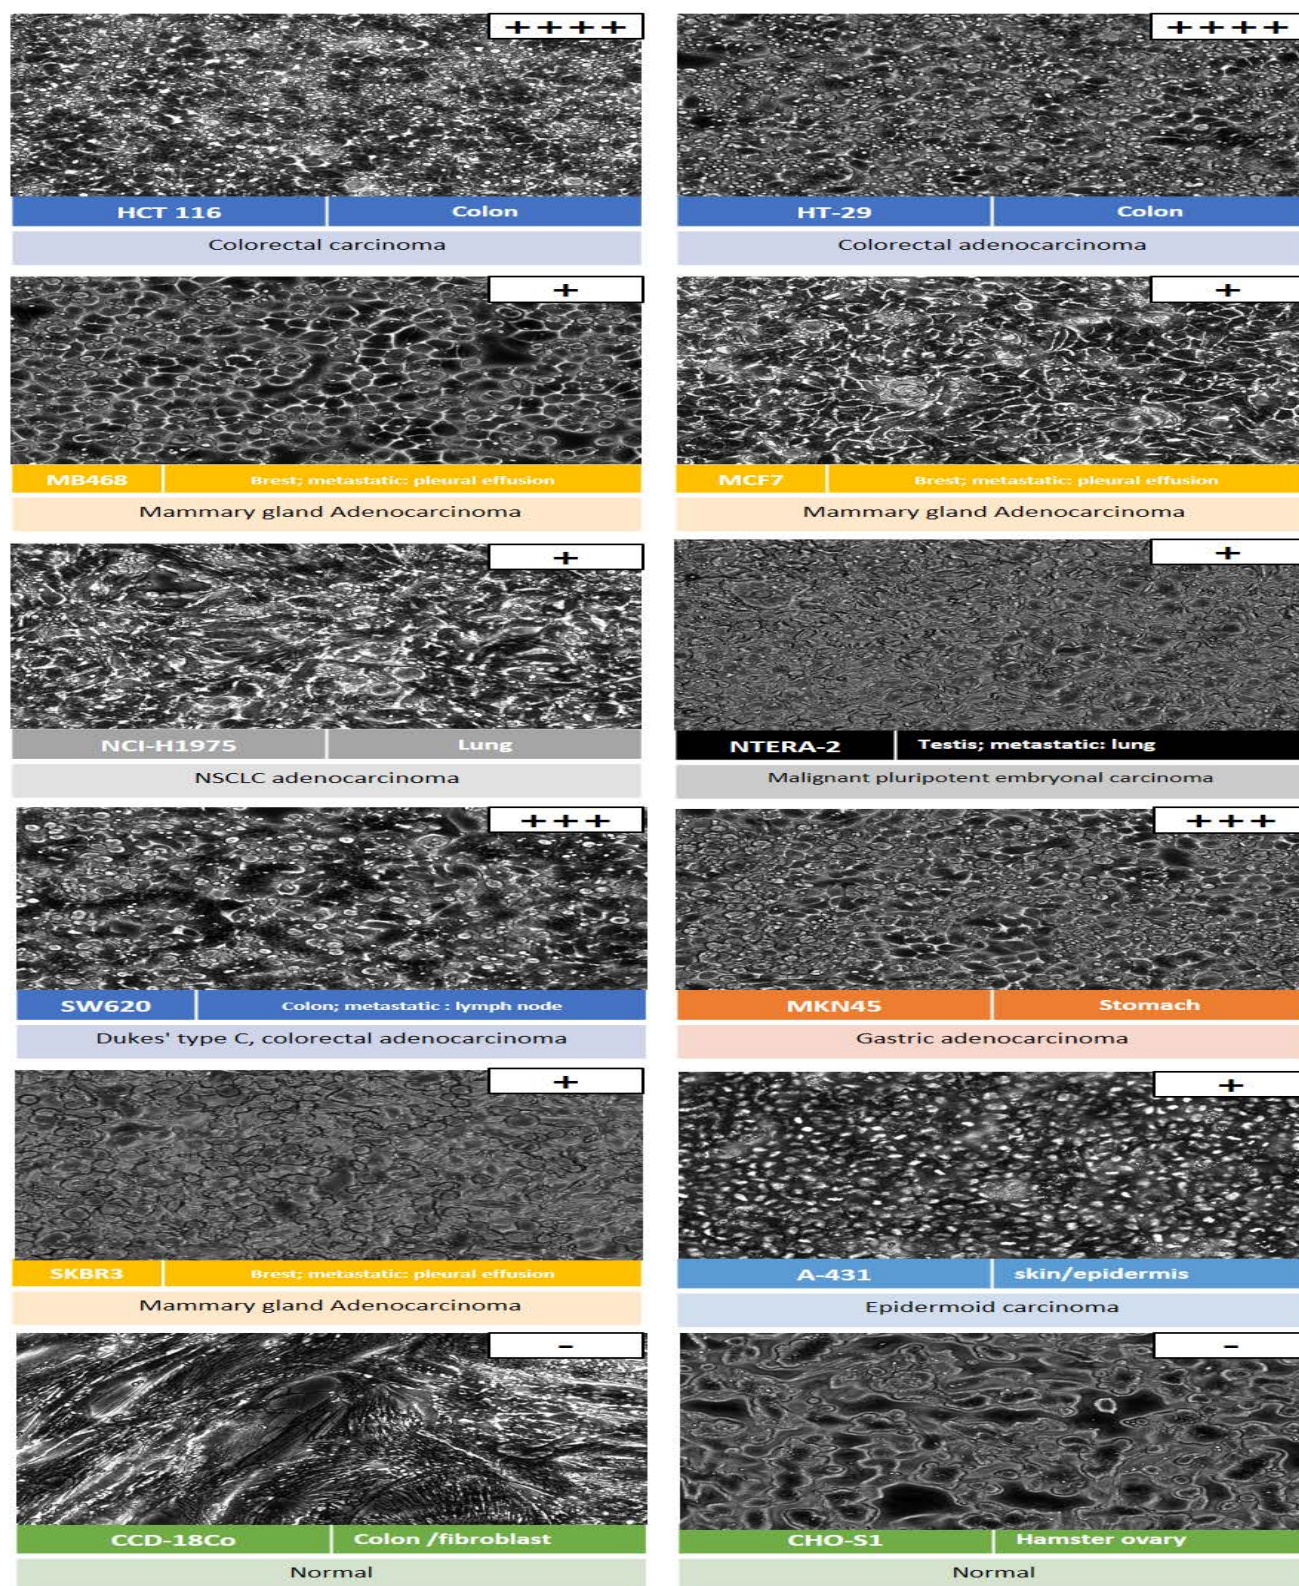 ++++
++++
HCT 116 Colon
HT-29 Colon
Colorectal carcinoma
Colorectal adenocarcinoma
+
+
MB468 Brest; metastatic: pleural effusion
MCF7 Brest; metastatic: pleural effusion
Mammary gland Adenocarcinoma
Mammary gland Adenocarcinoma
+
+
NCI-H1975 Lung
NTERA-2 Testis; metastatic: lung
NSCLC adenocarcinoma
Malignant pluripotent embryonal carcinoma
+++
+++
SW620 Colon; metastatic : lymph node
MKN45 Stomach
Dukes' type C, colorectal adenocarcinoma
Gastric adenocarcinoma
+
+
SKBR3 Brest; metastatic: pleural effusion
A-431 skin/epidermis
Mammary gland Adenocarcinoma
Epidermoid carcinoma
-
-
CCD-18Co Colon /fibroblast
CHO-S1 Hamster ovary
Normal
Normal